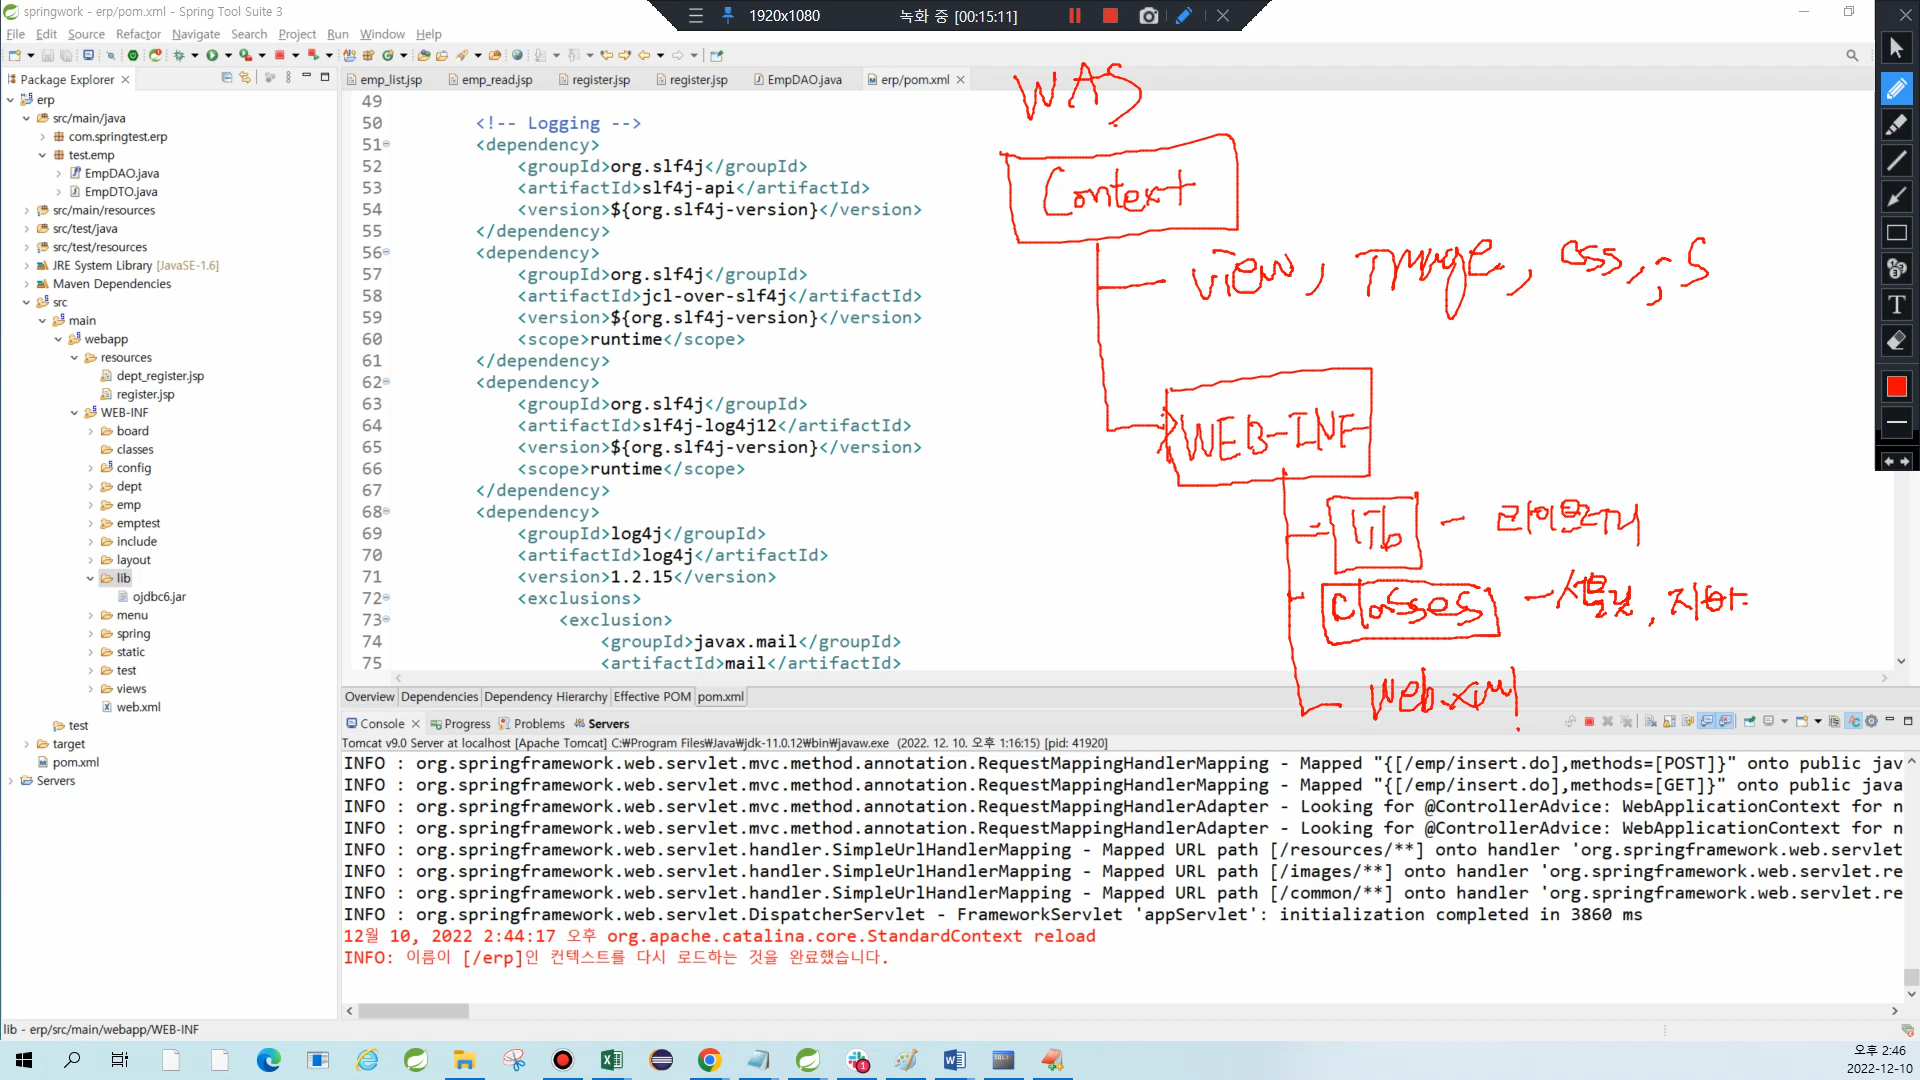 springwork - erp/pom.xml - Spring Tool Suite 3
1920x1080
녹화 중 [00:15:11]
File Edit Source Refactor Navigate Search Project Run Window Help
Package Explorer
erp
src/main/java
com.springtest.erp
test.emp
EmpDAO.java
EmpDTO.java
src/main/resources
src/test/java
src/test/resources
JRE System Library [JavaSE-1.6]
Maven Dependencies
src
main
webapp
resources
dept_register.jsp
register.jsp
WEB-INF
board
classes
config
dept
emp
emptest
include
layout
lib
ojdbc6.jar
menu
spring
static
test
views
web.xml
test
target
pom.xml
Servers
emp_list.jsp emp_read.jsp register.jsp register.jsp EmpDAO.java erp/pom.xml
49
50 <!-- Logging -->
51 <dependency>
52 <groupId>org.slf4j</groupId>
53 <artifactId>slf4j-api</artifactId>
54 <version>${org.slf4j-version}</version>
55 </dependency>
56 <dependency>
57 <groupId>org.slf4j</groupId>
58 <artifactId>jcl-over-slf4j</artifactId>
59 <version>${org.slf4j-version}</version>
60 <scope>runtime</scope>
61 </dependency>
62 <dependency>
63 <groupId>org.slf4j</groupId>
64 <artifactId>slf4j-log4j12</artifactId>
65 <version>${org.slf4j-version}</version>
66 <scope>runtime</scope>
67 </dependency>
68 <dependency>
69 <groupId>log4j</groupId>
70 <artifactId>log4j</artifactId>
71 <version>1.2.15</version>
72 <exclusions>
73 <exclusion>
74 <groupId>javax.mail</groupId>
75 <artifactId>mail</artifactId>
WAS
Context
view, Image, css, js
WEB-INF
lib - 라이브러리
classes - 서블릿, 자바
web.xml
Overview Dependencies Dependency Hierarchy Effective POM pom.xml
Console Progress Problems Servers
Tomcat v9.0 Server at localhost [Apache Tomcat] C:₩Program Files₩Java₩jdk-11.0.12₩bin₩javaw.exe (2022. 12. 10. 오후 1:16:15) [pid: 41920]
INFO : org.springframework.web.servlet.mvc.method.annotation.RequestMappingHandlerMapping - Mapped "{[/emp/insert.do],methods=[POST]}" onto public jav
INFO : org.springframework.web.servlet.mvc.method.annotation.RequestMappingHandlerMapping - Mapped "{[/emp/insert.do],methods=[GET]}" onto public java
INFO : org.springframework.web.servlet.mvc.method.annotation.RequestMappingHandlerAdapter - Looking for @ControllerAdvice: WebApplicationContext for n
INFO : org.springframework.web.servlet.mvc.method.annotation.RequestMappingHandlerAdapter - Looking for @ControllerAdvice: WebApplicationContext for n
INFO : org.springframework.web.servlet.handler.SimpleUrlHandlerMapping - Mapped URL path [/resources/**] onto handler 'org.springframework.web.servlet
INFO : org.springframework.web.servlet.handler.SimpleUrlHandlerMapping - Mapped URL path [/images/**] onto handler 'org.springframework.web.servlet.re
INFO : org.springframework.web.servlet.handler.SimpleUrlHandlerMapping - Mapped URL path [/common/**] onto handler 'org.springframework.web.servlet.re
INFO : org.springframework.web.servlet.DispatcherServlet - FrameworkServlet 'appServlet': initialization completed in 3860 ms
12월 10, 2022 2:44:17 오후 org.apache.catalina.core.StandardContext reload
INFO: 이름이 [/erp]인 컨텍스트를 다시 로드하는 것을 완료했습니다.
lib - erp/src/main/webapp/WEB-INF
오후 2:46
2022-12-10